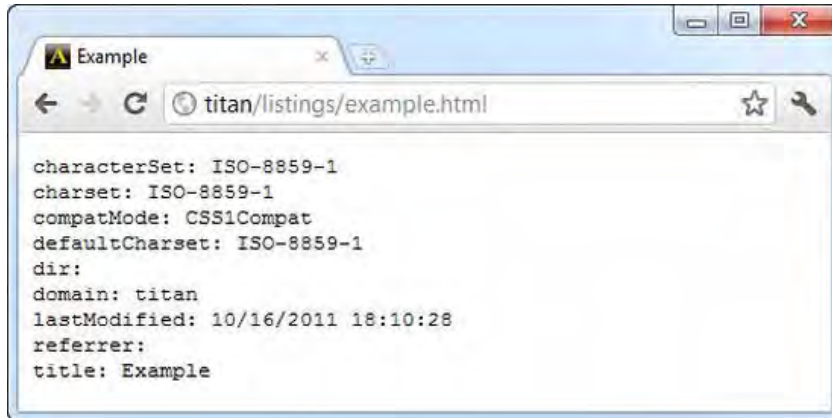 Example
titan/listings/example.html
characterSet: ISO-8859-1
charset: ISO-8859-1
compatMode: CSS1Compat
defaultCharset: ISO-8859-1
dir:
domain: titan
lastModified: 10/16/2011 18:10:28
referrer:
title: Example